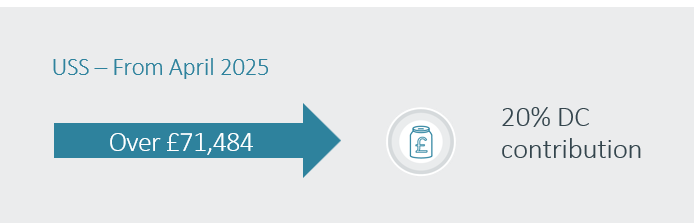 USS – From April 2025
Over £71,484
£
20% DC
contribution